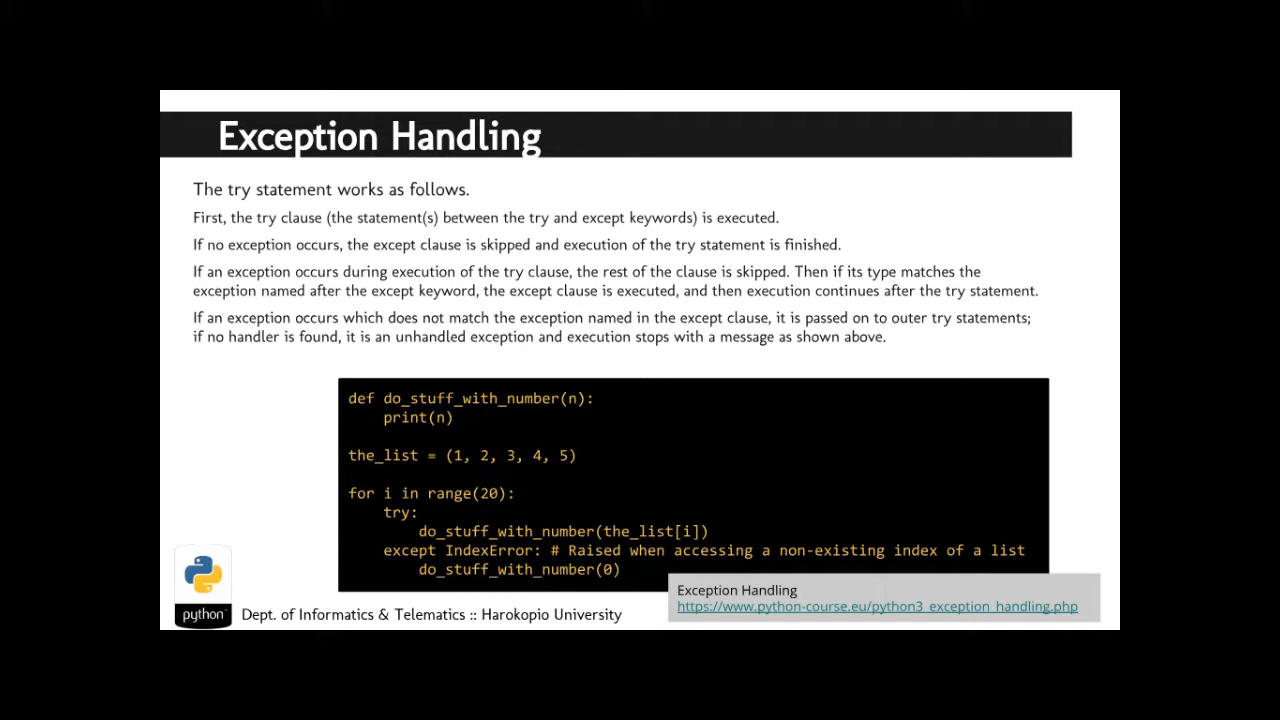 Exception Handling
The try statement works as follows.
First, the try clause (the statement(s) between the try and except keywords) is executed.
If no exception occurs, the except clause is skipped and execution of the try statement is finished.
If an exception occurs during execution of the try clause, the rest of the clause is skipped. Then if its type matches the
exception named after the except keyword, the except clause is executed, and then execution continues after the try statement.
If an exception occurs which does not match the exception named in the except clause, it is passed on to outer try statements;
if no handler is found, it is an unhandled exception and execution stops with a message as shown above.
def do_stuff_with_number(n):
    print(n)
the_list = (1, 2, 3, 4, 5)
for i in range(20):
    try:
        do_stuff_with_number(the_list[i])
    except IndexError: # Raised when accessing a non-existing index of a list
        do_stuff_with_number(0)
Exception Handling
https://www.python-course.eu/python3_exception_handling.php
python
Dept. of Informatics & Telematics :: Harokopio University